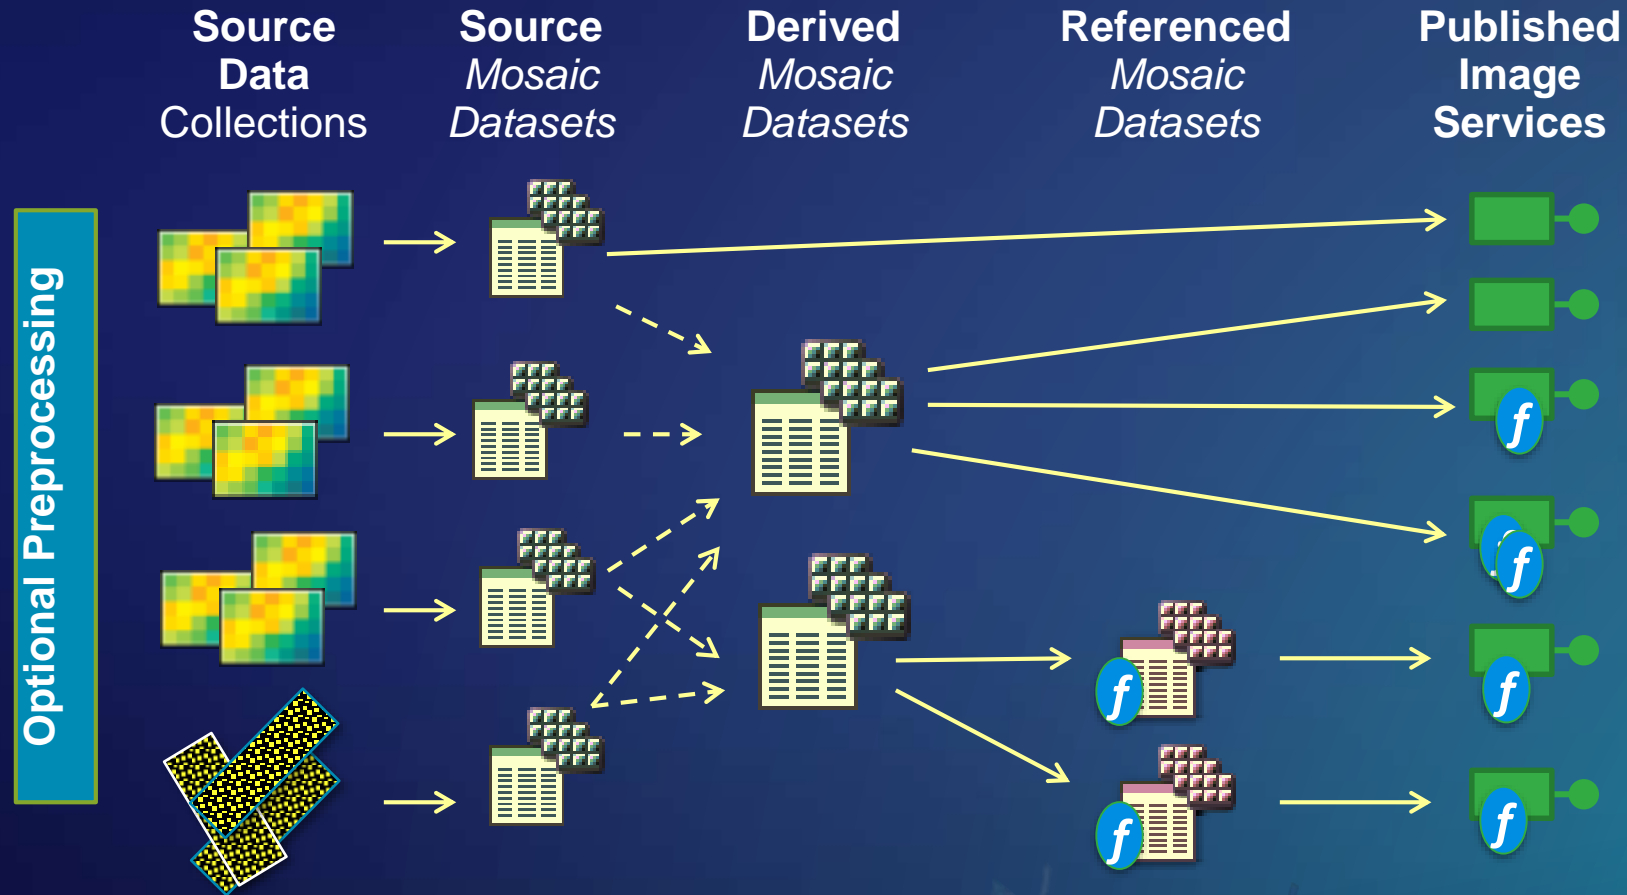 Source
Data
Collections
Source
Mosaic
Datasets
Derived
Mosaic
Datasets
Referenced
Mosaic
Datasets
Published
Image
Services
Optional Preprocessing
f
f
f
f
f
f
f